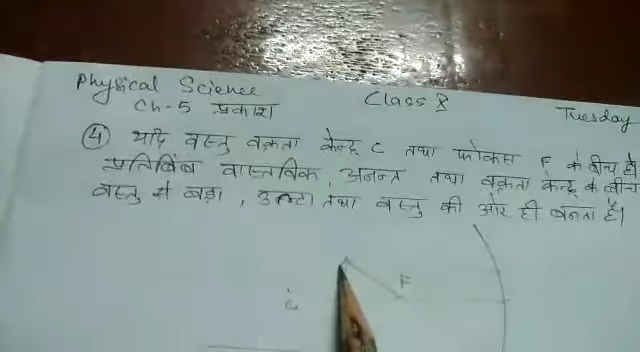 Physical Science Class 8 Tuesday
Ch-5 प्रकाश
(4) यदि वस्तु वक्रता केन्द्र C तथा फोकस F के बीच हो।
प्रतिबिंब वास्तविक, अनन्त तथा वक्रता केन्द्र के बीच
वस्तु से बड़ा, उल्टा तथा वस्तु की ओर ही बनता है।
F
C